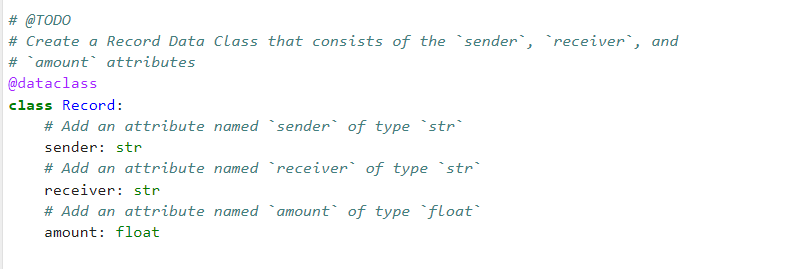 # @TODO
# Create a Record Data Class that consists of the `sender`, `receiver`, and
# `amount` attributes
@dataclass
class Record:
    # Add an attribute named `sender` of type `str`
    sender: str
    # Add an attribute named `receiver` of type `str`
    receiver: str
    # Add an attribute named `amount` of type `float`
    amount: float